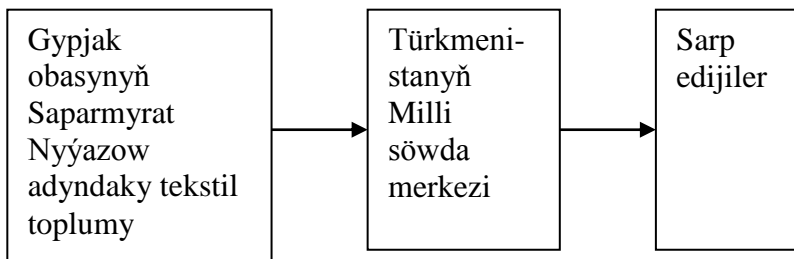 Gypjak
obasynyň
Saparmyrat
Nyýazow
adyndaky tekstil
toplumy
Türkmeni-
stanyň
Milli
söwda
merkezi
Sarp
edijiler